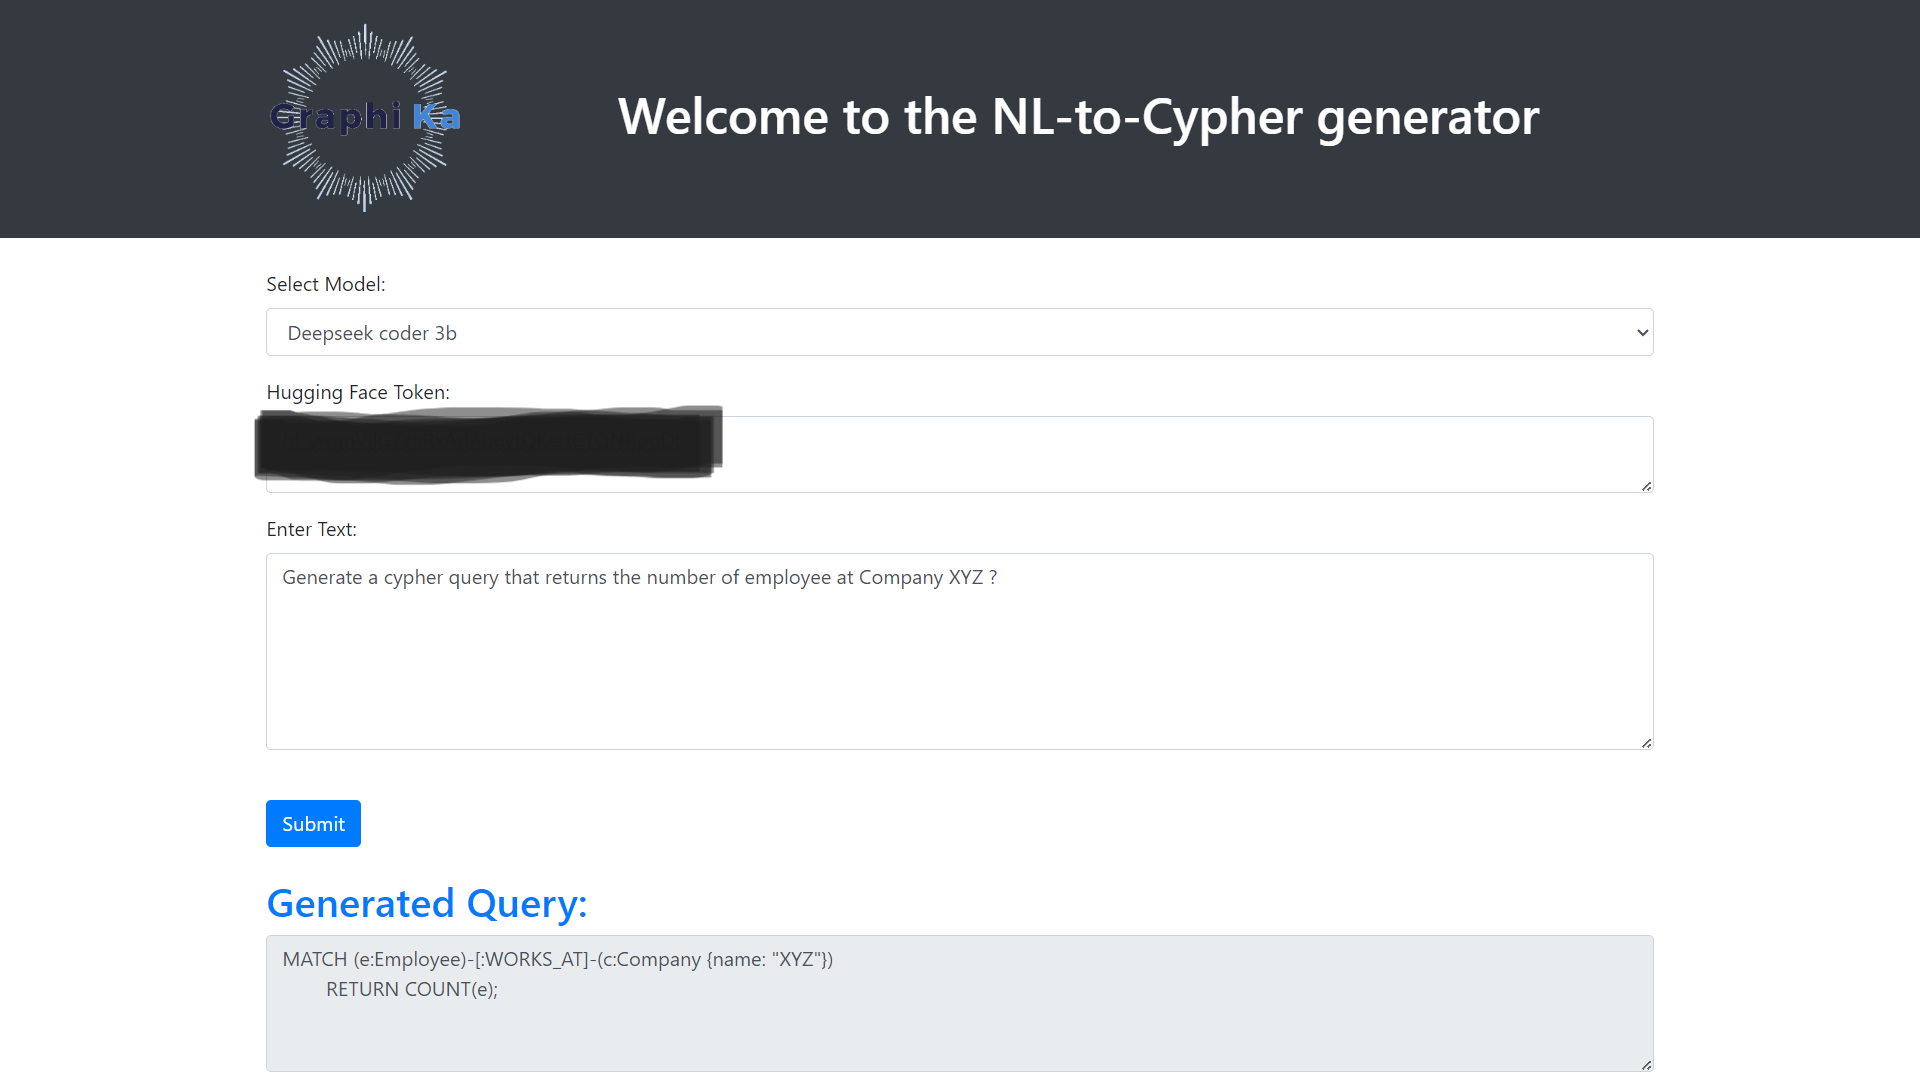 Graphi Ka
Welcome to the NL-to-Cypher generator
Select Model:
Deepseek coder 3b
Hugging Face Token:
Enter Text:
Generate a cypher query that returns the number of employee at Company XYZ ?
Submit
Generated Query:
MATCH (e:Employee)-[:WORKS_AT]-(c:Company {name: "XYZ"})
RETURN COUNT(e);